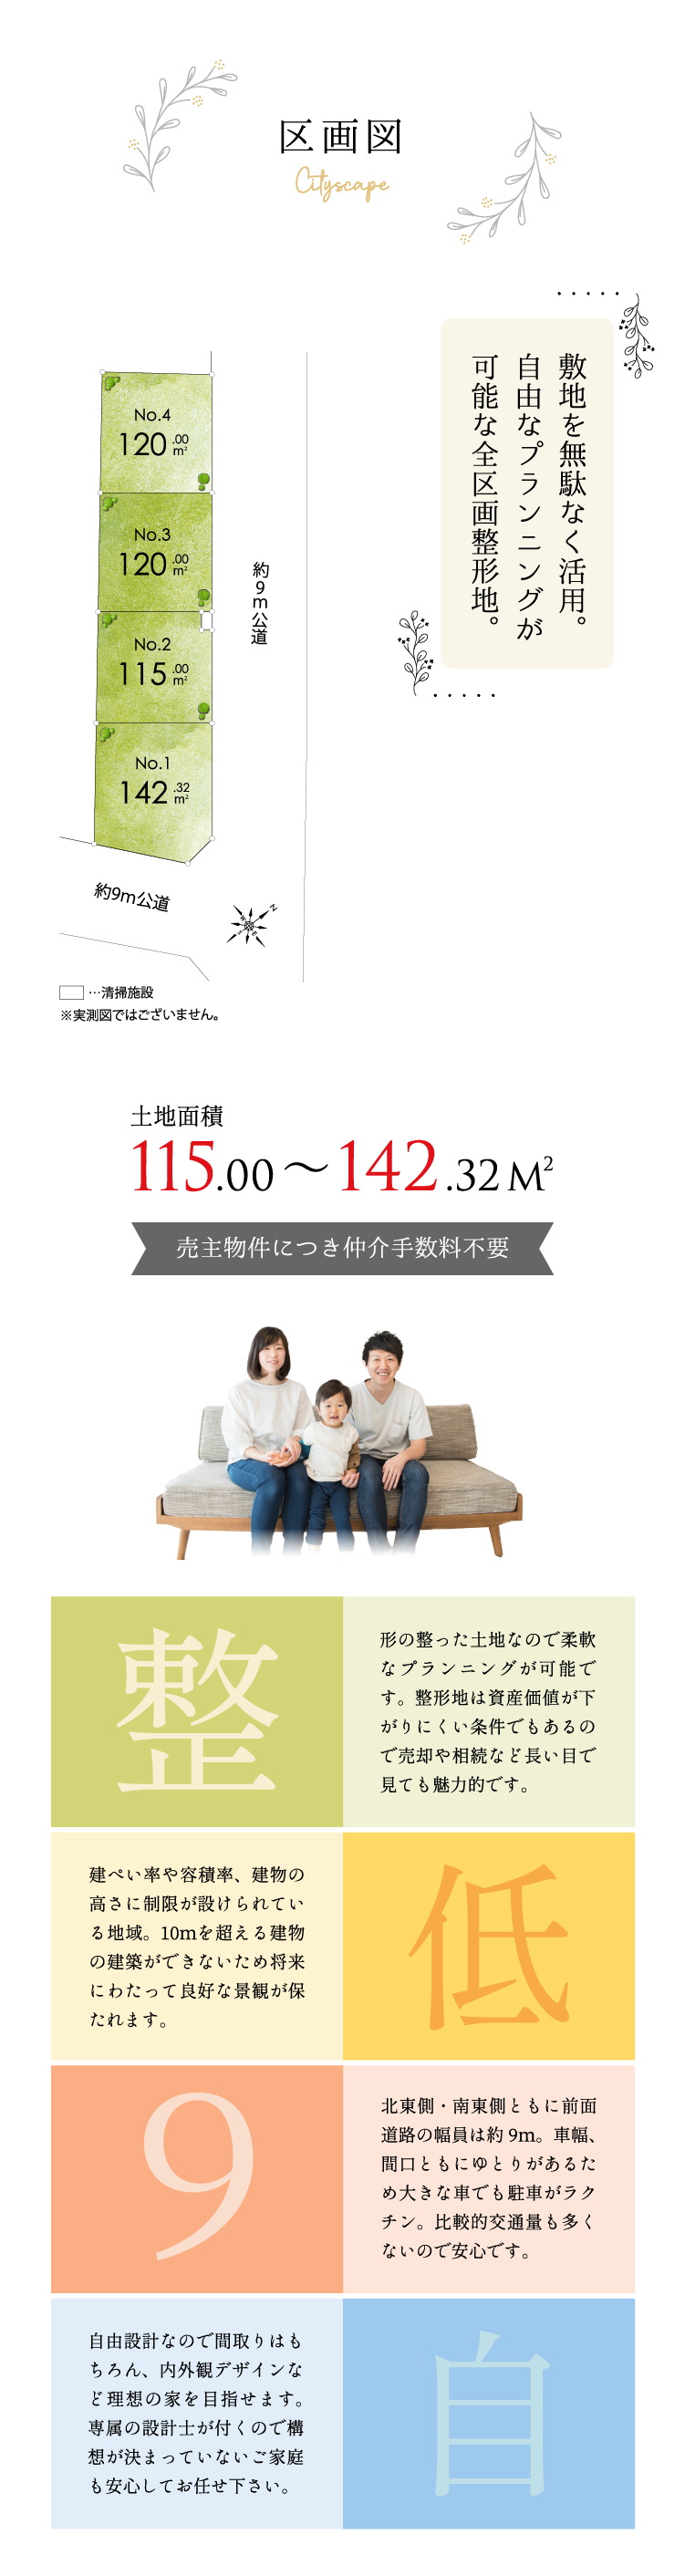 区画図
Cityscape
敷地を無駄なく活用。
自由なプランニングが
可能な全区画整形地。
No.4
120.00m²
No.3
120.00m²
No.2
115.00m²
No.1
142.32m²
約9m公道
約9m公道
N
…清掃施設
※実測図ではございません。
土地面積
115.00～142.32M²
売主物件につき仲介手数料不要
整
形の整った土地なので柔軟
なプランニングが可能で
す。整形地は資産価値が下
がりにくい条件でもあるの
で売却や相続など長い目で
見ても魅力的です。
建ぺい率や容積率、建物の
高さに制限が設けられてい
る地域。10mを超える建物
の建築ができないため将来
にわたって良好な景観が保
たれます。
低
9
北東側・南東側ともに前面
道路の幅員は約9m。車幅、
間口ともにゆとりがあるた
め大きな車でも駐車がラク
チン。比較的交通量も多く
ないので安心です。
自由設計なので間取りはも
ちろん、内外観デザインな
ど理想の家を目指せます。
専属の設計士が付くので構
想が決まっていないご家庭
も安心してお任せ下さい。
自